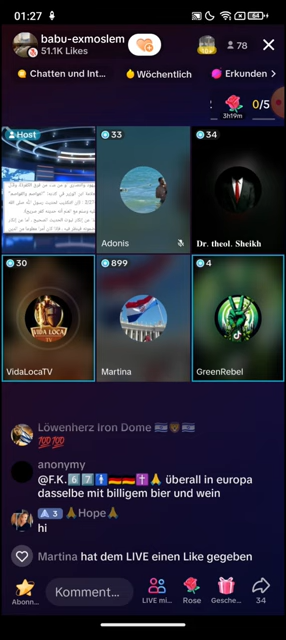 01:27
64
babu-exmoslem
51.1K Likes
78
Chatten und Int...
Wöchentlich
Erkunden
3h19m
0/5
Host
33
34
Adonis
Dr. theol. Sheikh
30
899
4
VIDA LOCA
TV
VidaLocaTV
Martina
GreenRebel
Löwenherz Iron Dome 🇮🇱🦁🇮🇱
💯💯
anonymy
@F.K.6️⃣7️⃣🚹🇩🇪🇩🇪✝️🙏 überall in europa
dasselbe mit billigem bier und wein
3 🙏Hope🙏
hi
Martina hat dem LIVE einen Like gegeben
Abonn...
Komment...
LIVE mi...
Rose
Gesche...
34